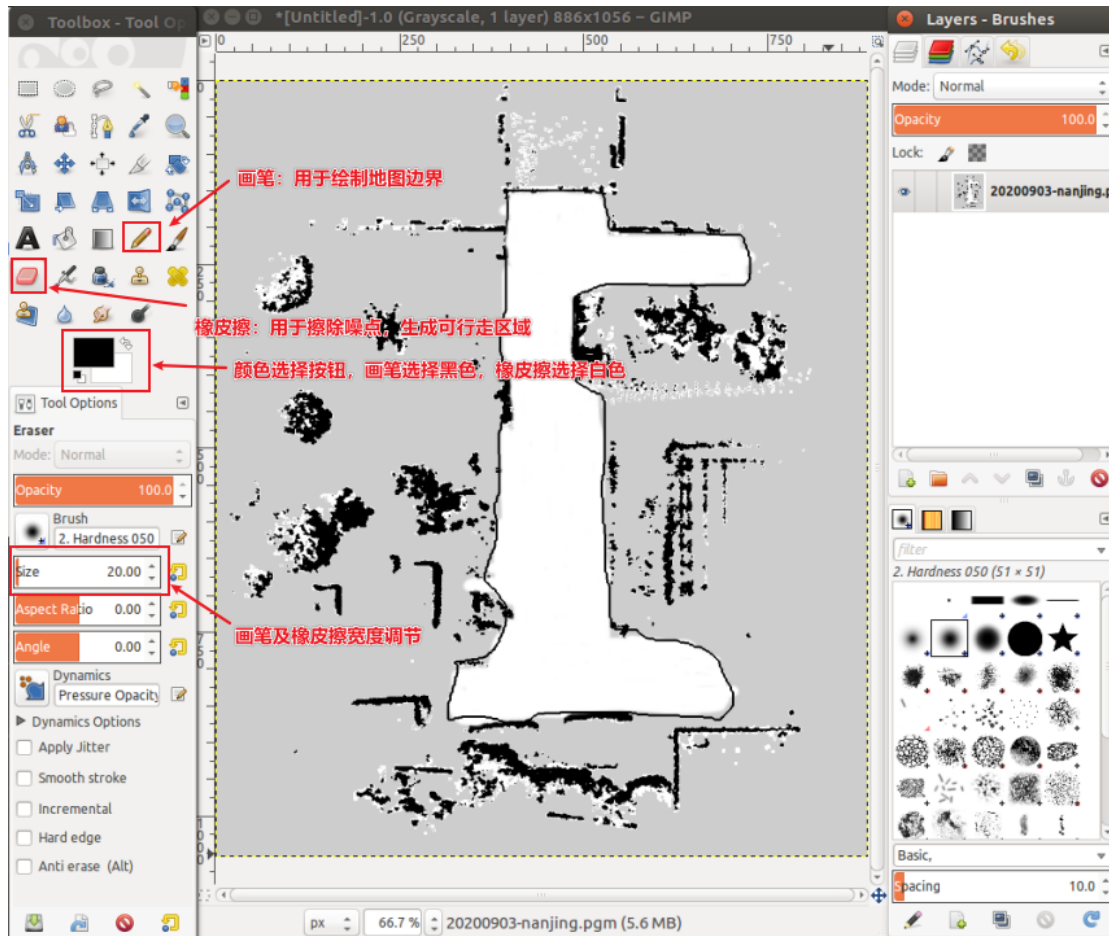 Toolbox - Tool Op
*[Untitled]-1.0 (Grayscale, 1 layer) 886x1056 – GIMP
Layers - Brushes
0
250
500
750
Mode: Normal
Opacity 100.0
Lock:
20200903-nanjing.p
画笔：用于绘制地图边界
橡皮擦：用于擦除噪点，生成可行走区域
颜色选择按钮，画笔选择黑色，橡皮擦选择白色
Tool Options
Eraser
Mode: Normal
Opacity 100.0
Brush
2. Hardness 050
Size 20.00
Aspect Ratio 0.00
Angle 0.00
画笔及橡皮擦宽度调节
Dynamics
Pressure Opacity
Dynamics Options
Apply Jitter
Smooth stroke
Incremental
Hard edge
Anti erase (Alt)
filter
2. Hardness 050 (51 × 51)
Basic,
Spacing 10.0
px 66.7 % 20200903-nanjing.pgm (5.6 MB)